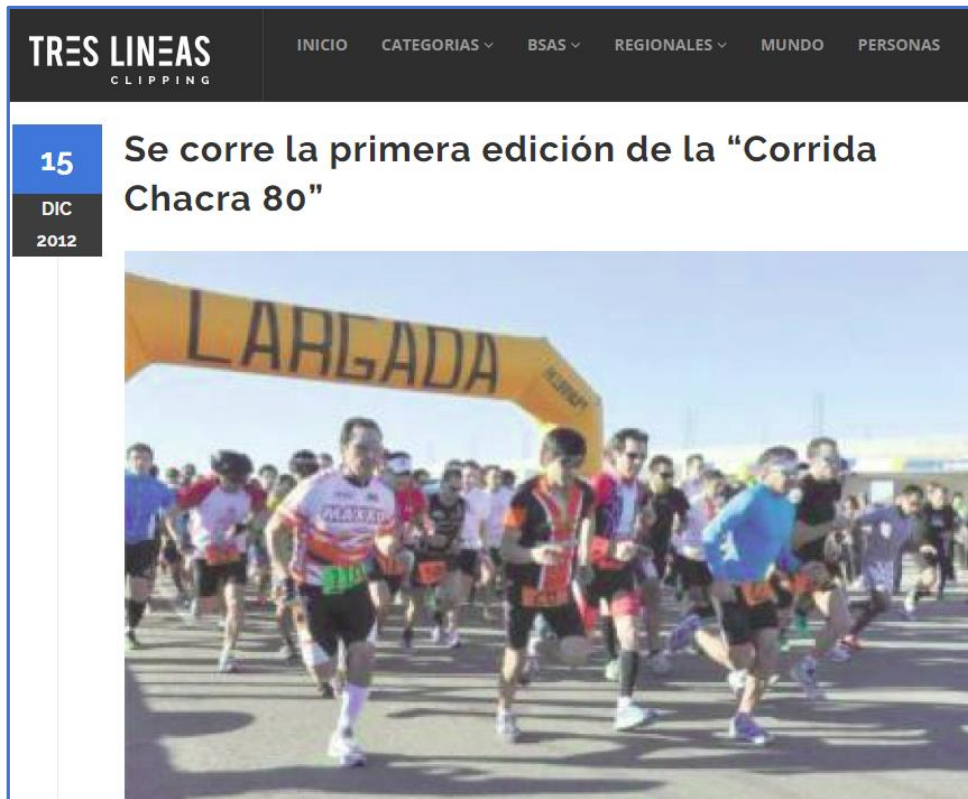 TRES LINEAS
CLIPPING
INICIO CATEGORIAS BSAS REGIONALES MUNDO PERSONAS
15
DIC
2012
Se corre la primera edición de la “Corrida
Chacra 80”
LARGADA
MAXXIS